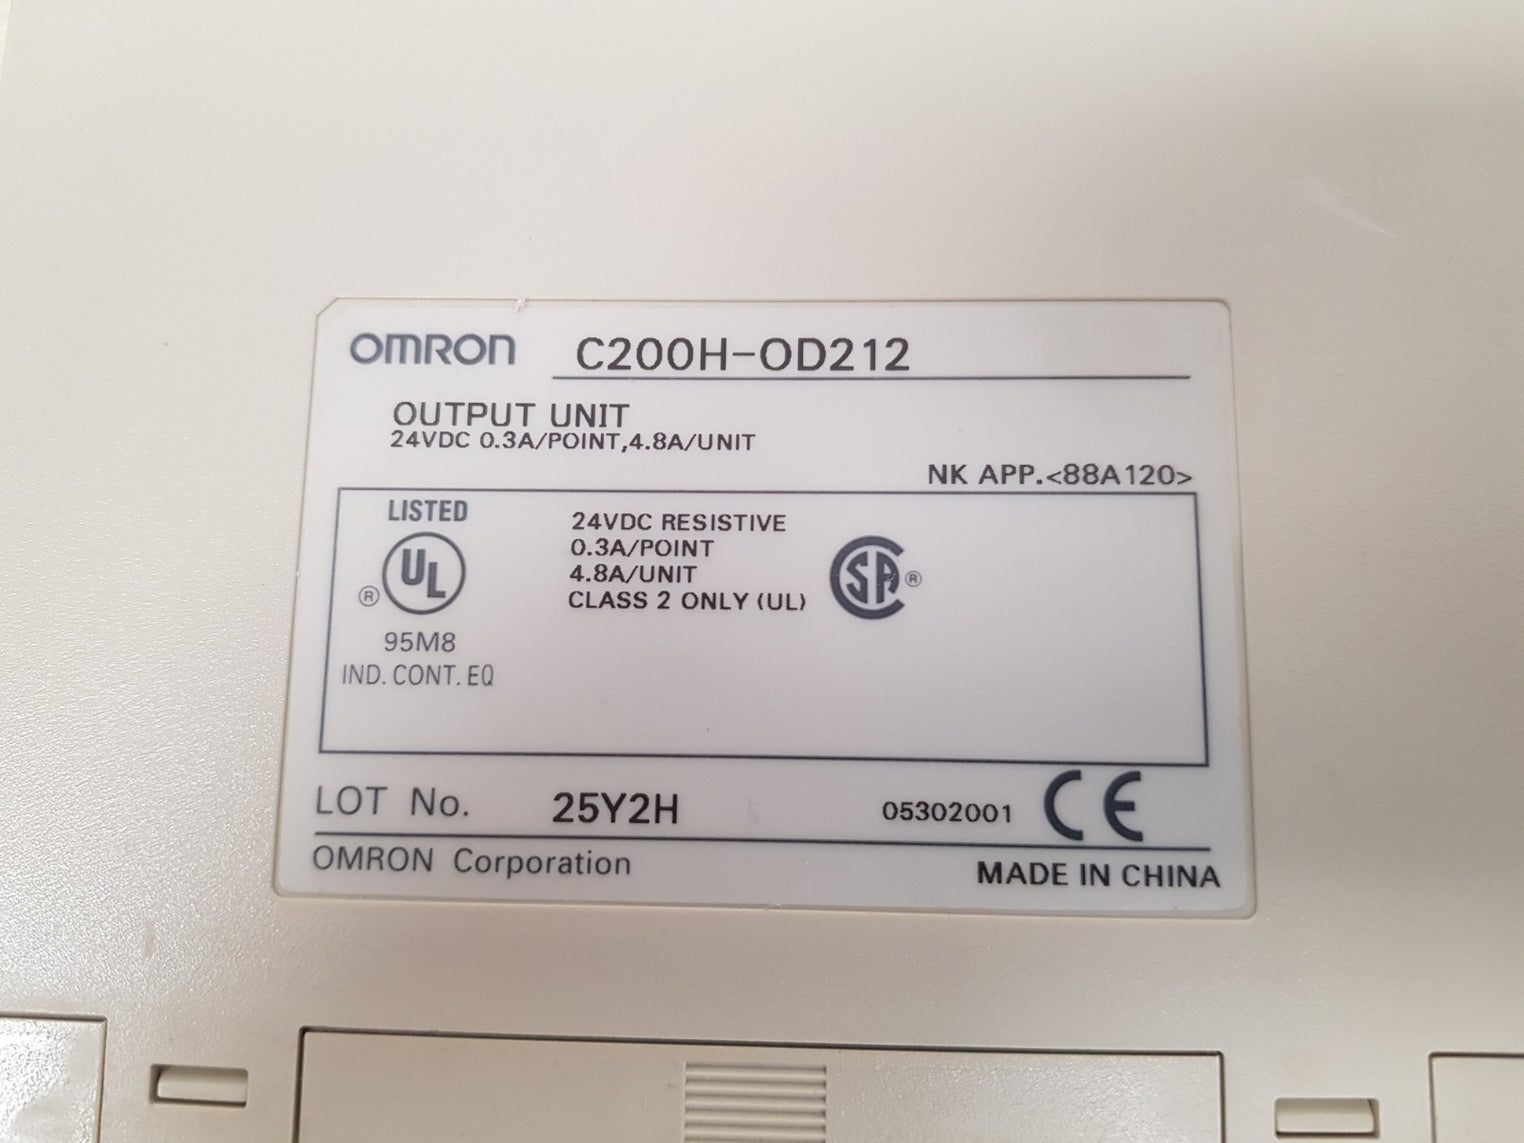 OMRON C200H-OD212
OUTPUT UNIT
24VDC 0.3A/POINT,4.8A/UNIT
NK APP.<88A120>
LISTED
UL
®
95M8
IND. CONT. EQ
24VDC RESISTIVE
0.3A/POINT
4.8A/UNIT
CLASS 2 ONLY (UL)
SA ®
LOT No. 25Y2H 05302001 CE
OMRON Corporation
MADE IN CHINA